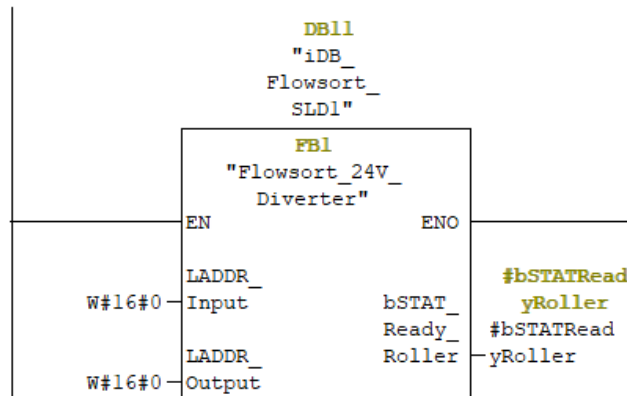 DB11
"iDB_
Flowsort_
SLD1"
FB1
"Flowsort_24V_
Diverter"
EN
ENO
LADDR_
#bSTATRead
W#16#0
Input
bSTAT_
yRoller
Ready_
#bSTATRead
LADDR_
Roller
yRoller
W#16#0
Output